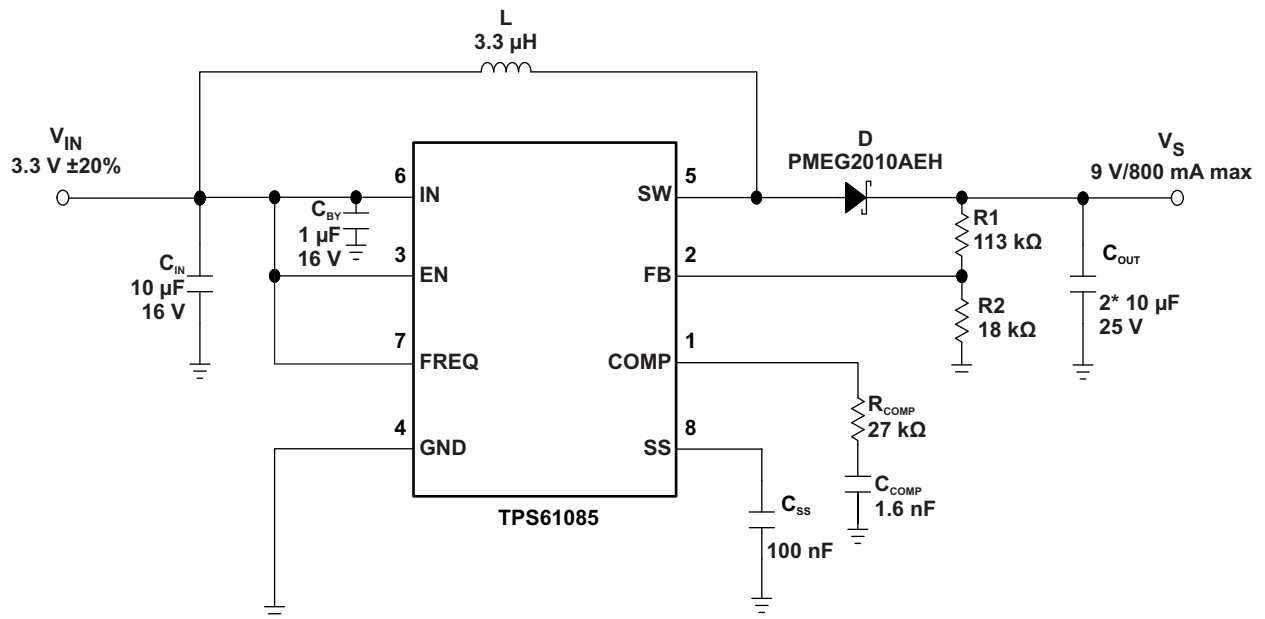 L
3.3 µH
V_IN
3.3 V ±20%
D
PMEG2010AEH
V_S
9 V/800 mA max
6
IN
SW
5
C_BY
1 µF
16 V
R1
113 kΩ
C_IN
10 µF
16 V
3
EN
FB
2
C_OUT
2* 10 µF
25 V
R2
18 kΩ
7
FREQ
COMP
1
R_COMP
27 kΩ
4
GND
SS
8
C_COMP
1.6 nF
C_SS
100 nF
TPS61085